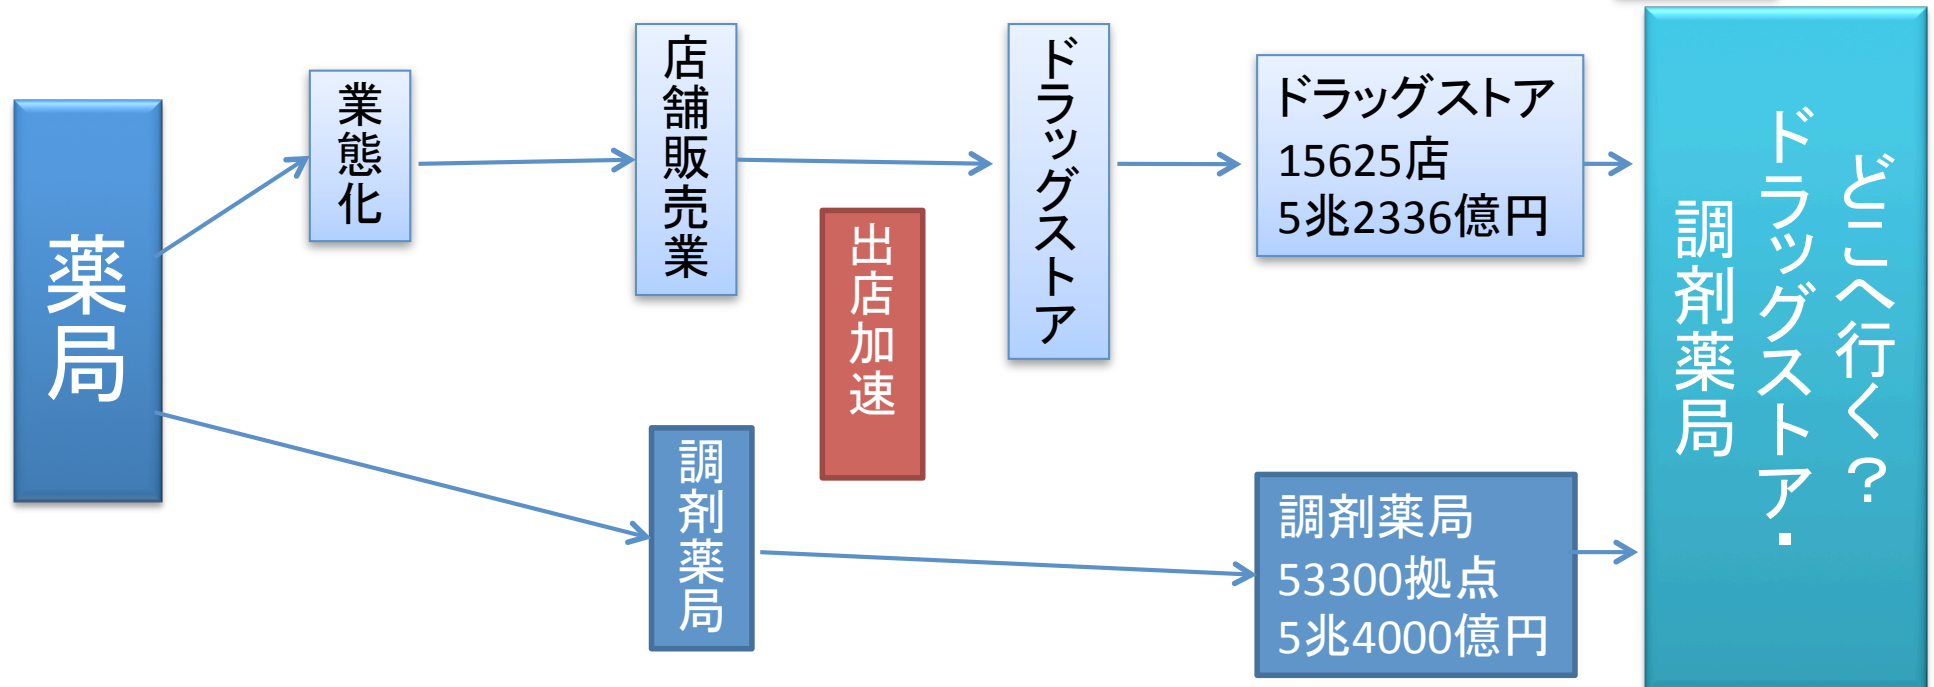 薬局
業態化
店舗販売業
出店加速
ドラッグストア
ドラッグストア
15625店
5兆2336億円
調剤薬局
調剤薬局
53300拠点
5兆4000億円
どこへ行く？
ドラッグストア・
調剤薬局